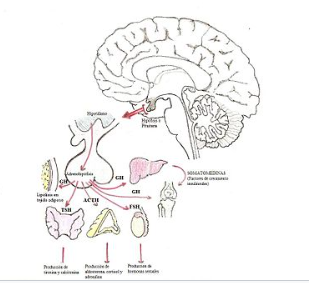 Hipotálamo
Hipófisis y
Pituitaria
Adenohipófisis
GH
GH
GH
SOMATOMEDINAS
(Factores de crecimiento
Lipólisis en
tejido adiposo
TSH
ACTH
FSH
Producción de
tiroxina y calcitonina
Producción de
aldosterona, cortisol y
adrenalina
Producción de
hormonas sexuales